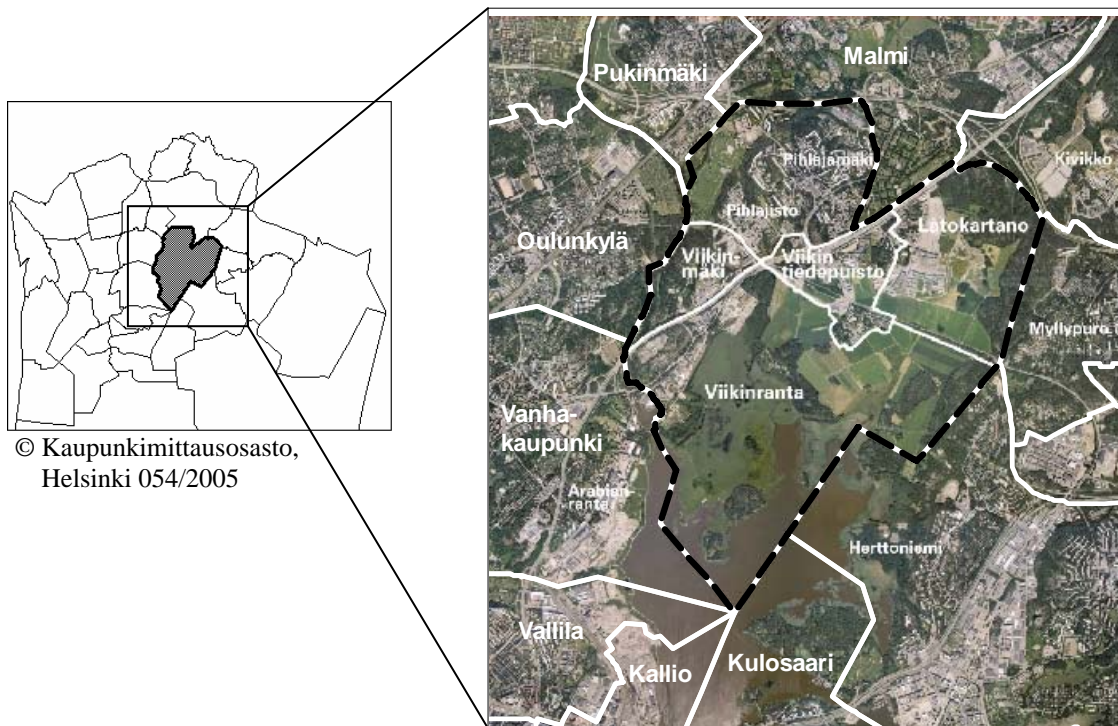 © Kaupunkimittausosasto,
Helsinki 054/2005
Malmi
Pukinmäki
Pihlajamäki
Kivikko
Pihlajisto
Latokartano
Oulunkylä
Viikin-
mäki
Viikin
tiedepuisto
Myllypuro
Viikinranta
Vanha-
kaupunki
Arabian-
ranta
Herttoniemi
Vallila
Kallio
Kulosaari